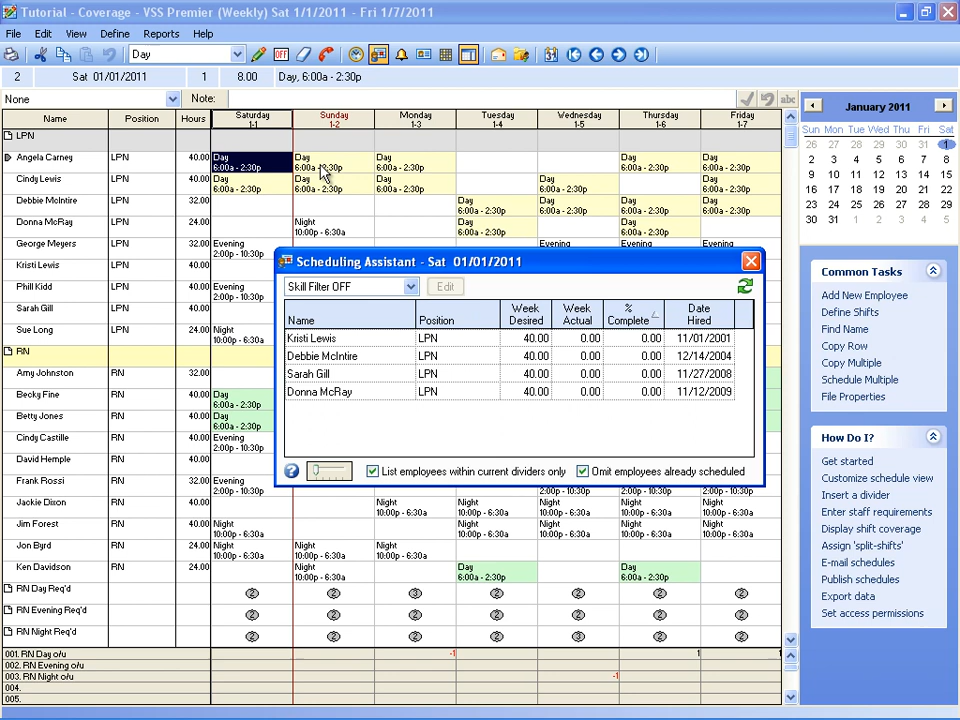 Tutorial - Coverage - VSS Premier (Weekly) Sat 1/1/2011 - Fri 1/7/2011
File Edit View Define Reports Help
Day OFF
2 Sat 01/01/2011 1 8.00 Day, 6:00a - 2:30p
None Note: abc
Name Position Hours Saturday 1-1 Sunday 1-2 Monday 1-3 Tuesday 1-4 Wednesday 1-5 Thursday 1-6 Friday 1-7
LPN
Angela Carney LPN 40.00 Day Day Day Day Day
6:00a - 2:30p 6:00a - 2:30p 6:00a - 2:30p 6:00a - 2:30p 6:00a - 2:30p
Cindy Lewis LPN 40.00 Day Day Day Day Day
6:00a - 2:30p 6:00a - 2:30p 6:00a - 2:30p 6:00a - 2:30p 6:00a - 2:30p
Debbie McIntire LPN 32.00 Day Day Day Day
6:00a - 2:30p 6:00a - 2:30p 6:00a - 2:30p 6:00a - 2:30p
Donna McRay LPN 24.00 Night Day Day
10:00p - 6:30a 6:00a - 2:30p 6:00a - 2:30p
George Meyers LPN 32.00 Evening Evening Evening Evening
2:00p - 10:30p
Kristi Lewis LPN 40.00
Phill Kidd LPN 32.00 Evening
2:00p - 10:30p
Sarah Gill LPN 40.00
Sue Long LPN 24.00 Night
10:00p - 6:30a
RN
Amy Johnston RN 32.00
Becky Fine RN 40.00 Day
6:00a - 2:30p
Betty Jones RN 40.00 Day
6:00a - 2:30p
Cindy Castille RN 40.00 Evening
2:00p - 10:30p
David Hemple RN 40.00
Frank Rossi RN 40.00 Evening
2:00p - 10:30p 2:00p - 10:30p 2:00p - 10:30p 2:00p - 10:30p
Jackie Dixon RN 40.00 Night Night Night Night Night
10:00p - 6:30a 10:00p - 6:30a 10:00p - 6:30a 10:00p - 6:30a 10:00p - 6:30a
Jim Forest RN 40.00 Night Night Night Night Night
10:00p - 6:30a 10:00p - 6:30a 10:00p - 6:30a 10:00p - 6:30a 10:00p - 6:30a
Jon Byrd RN 24.00 Night Night Night
10:00p - 6:30a 10:00p - 6:30a 10:00p - 6:30a
Ken Davidson RN 24.00 Night Day Day
10:00p - 6:30a 6:00a - 2:30p 6:00a - 2:30p
RN Day Req'd 2 2 3 2 2 2 2
RN Evening Req'd 2 2 2 2 2 2 2
RN Night Req'd 2 2 2 2 3 2 2
001. RN Day o/u -1 1 1
002. RN Evening o/u
003. RN Night o/u -1
004.
005.
Scheduling Assistant - Sat 01/01/2011
Skill Filter OFF Edit
Name Position Week Desired Week Actual % Complete Date Hired
Kristi Lewis LPN 40.00 0.00 0.00 11/01/2001
Debbie McIntire LPN 40.00 0.00 0.00 12/14/2004
Sarah Gill LPN 40.00 0.00 0.00 11/27/2008
Donna McRay LPN 40.00 0.00 0.00 11/12/2009
List employees within current dividers only Omit employees already scheduled
January 2011
Sun Mon Tue Wed Thu Fri Sat
26 27 28 29 30 31 1
2 3 4 5 6 7 8
9 10 11 12 13 14 15
16 17 18 19 20 21 22
23 24 25 26 27 28 29
30 31 1 2 3 4 5
Common Tasks
Add New Employee
Define Shifts
Find Name
Copy Row
Copy Multiple
Schedule Multiple
File Properties
How Do I?
Get started
Customize schedule view
Insert a divider
Enter staff requirements
Display shift coverage
Assign 'split-shifts'
E-mail schedules
Publish schedules
Export data
Set access permissions